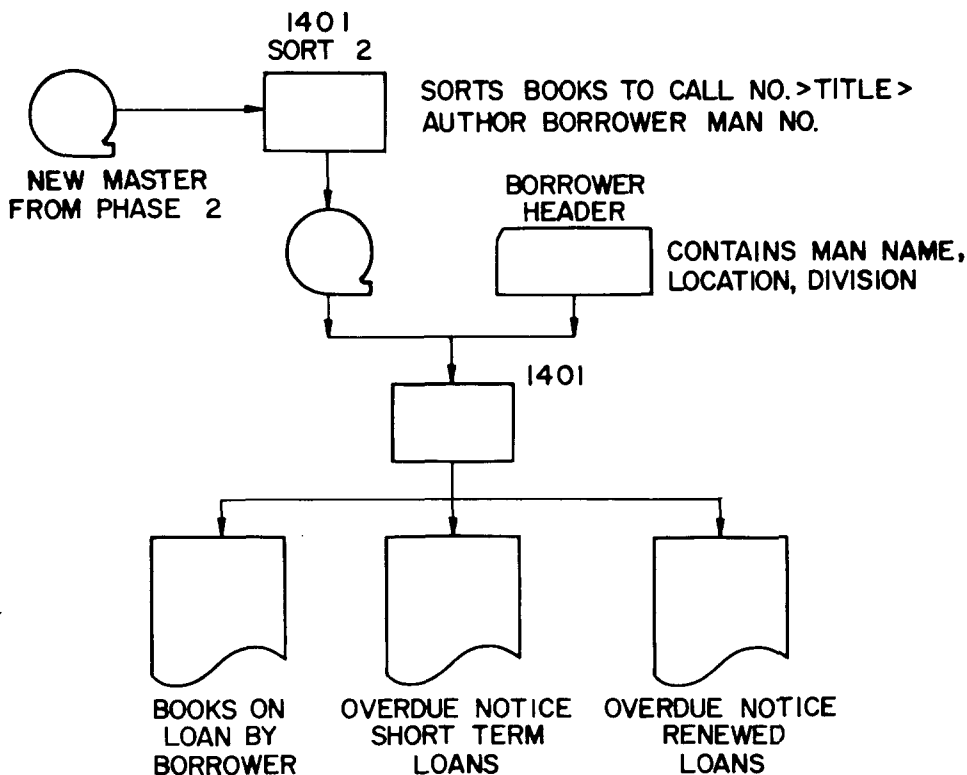 1401
SORT 2
SORTS BOOKS TO CALL NO.>TITLE>
AUTHOR BORROWER MAN NO.
NEW MASTER
FROM PHASE 2
BORROWER
HEADER
CONTAINS MAN NAME,
LOCATION, DIVISION
1401
BOOKS ON
LOAN BY
BORROWER
OVERDUE NOTICE
SHORT TERM
LOANS
OVERDUE NOTICE
RENEWED
LOANS